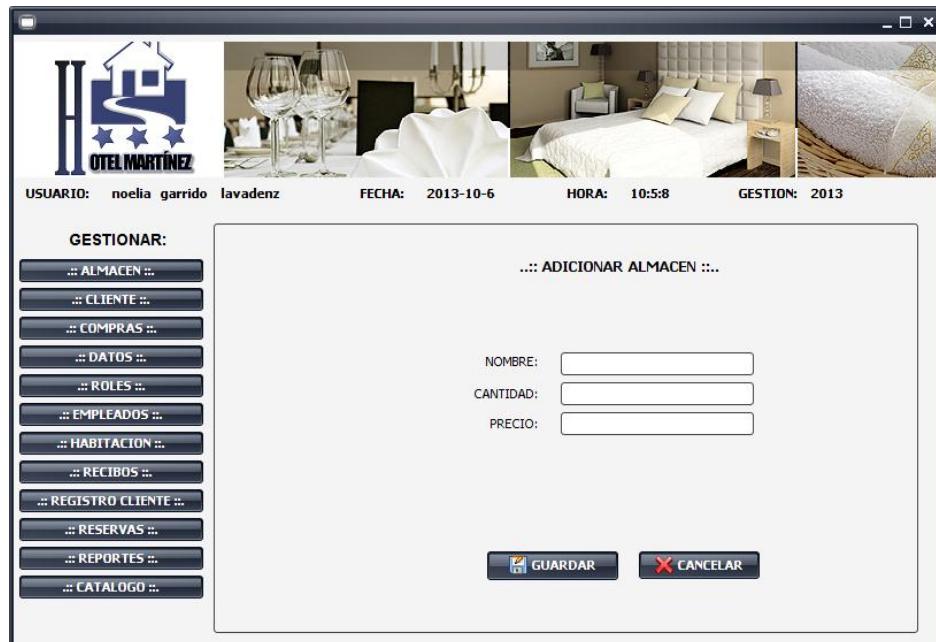 H
OTEL MARTÍNEZ
USUARIO: noelia garrido lavadenz FECHA: 2013-10-6 HORA: 10:5:8 GESTION: 2013
GESTIONAR:
.:: ALMACEN ::.
.:: CLIENTE ::.
.:: COMPRAS ::.
.:: DATOS ::.
.:: ROLES ::.
.:: EMPLEADOS ::.
.:: HABITACION ::.
.:: RECIBOS ::.
.:: REGISTRO CLIENTE ::.
.:: RESERVAS ::.
.:: REPORTES ::.
.:: CATALOGO ::.
..:: ADICIONAR ALMACEN ::..
NOMBRE:
CANTIDAD:
PRECIO:
GUARDAR CANCELAR